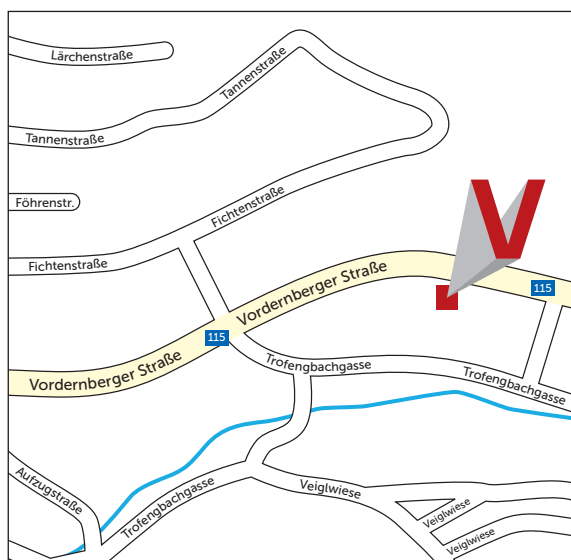 Lärchenstraße
Tannenstraße
Tannenstraße
Föhrenstr.
Fichtenstraße
Fichtenstraße
V
Vordernberger Straße
115
115
Vordernberger Straße
Trofengbachgasse
Trofengbachgasse
Aufzugstraße
Trofengbachgasse
Veiglwiese
Veiglwiese
Veiglwiese